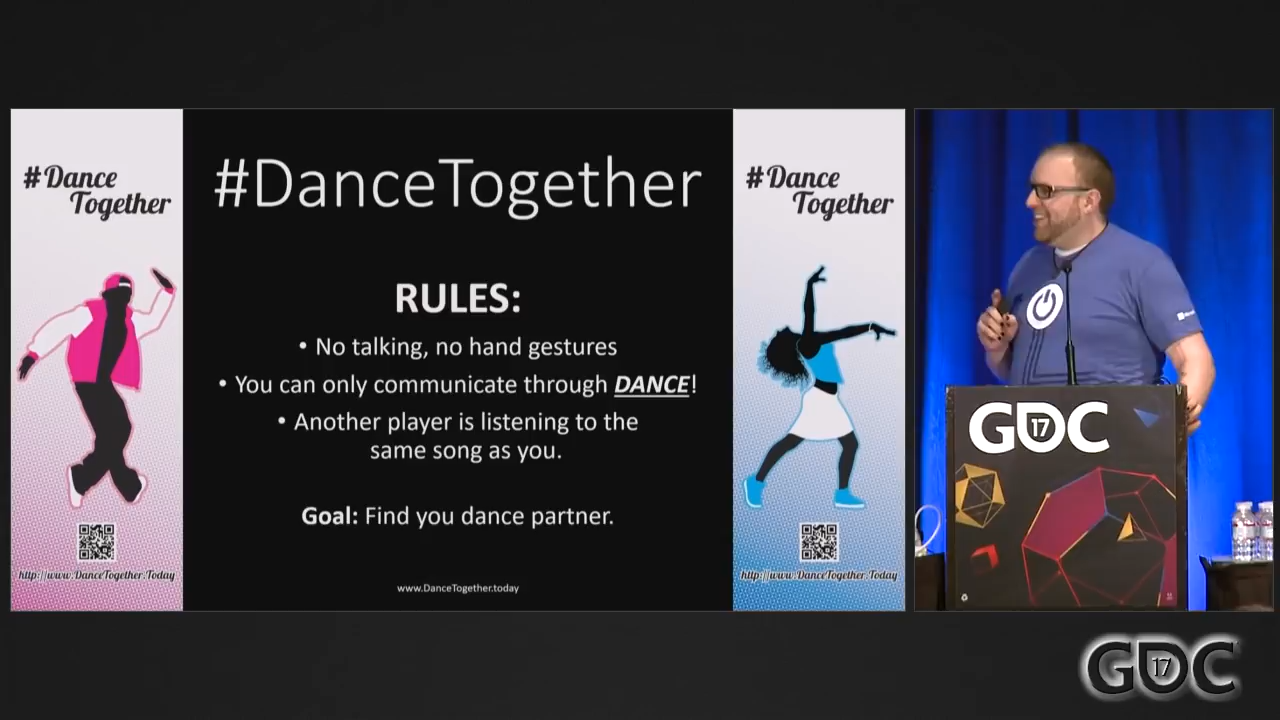 #Dance
Together
http://www.DanceTogether.Today
#DanceTogether
RULES:
• No talking, no hand gestures
• You can only communicate through DANCE!
• Another player is listening to the
same song as you.
Goal: Find you dance partner.
www.DanceTogether.today
#Dance
Together
http://www.DanceTogether.Today
GDC
17
GDC
17